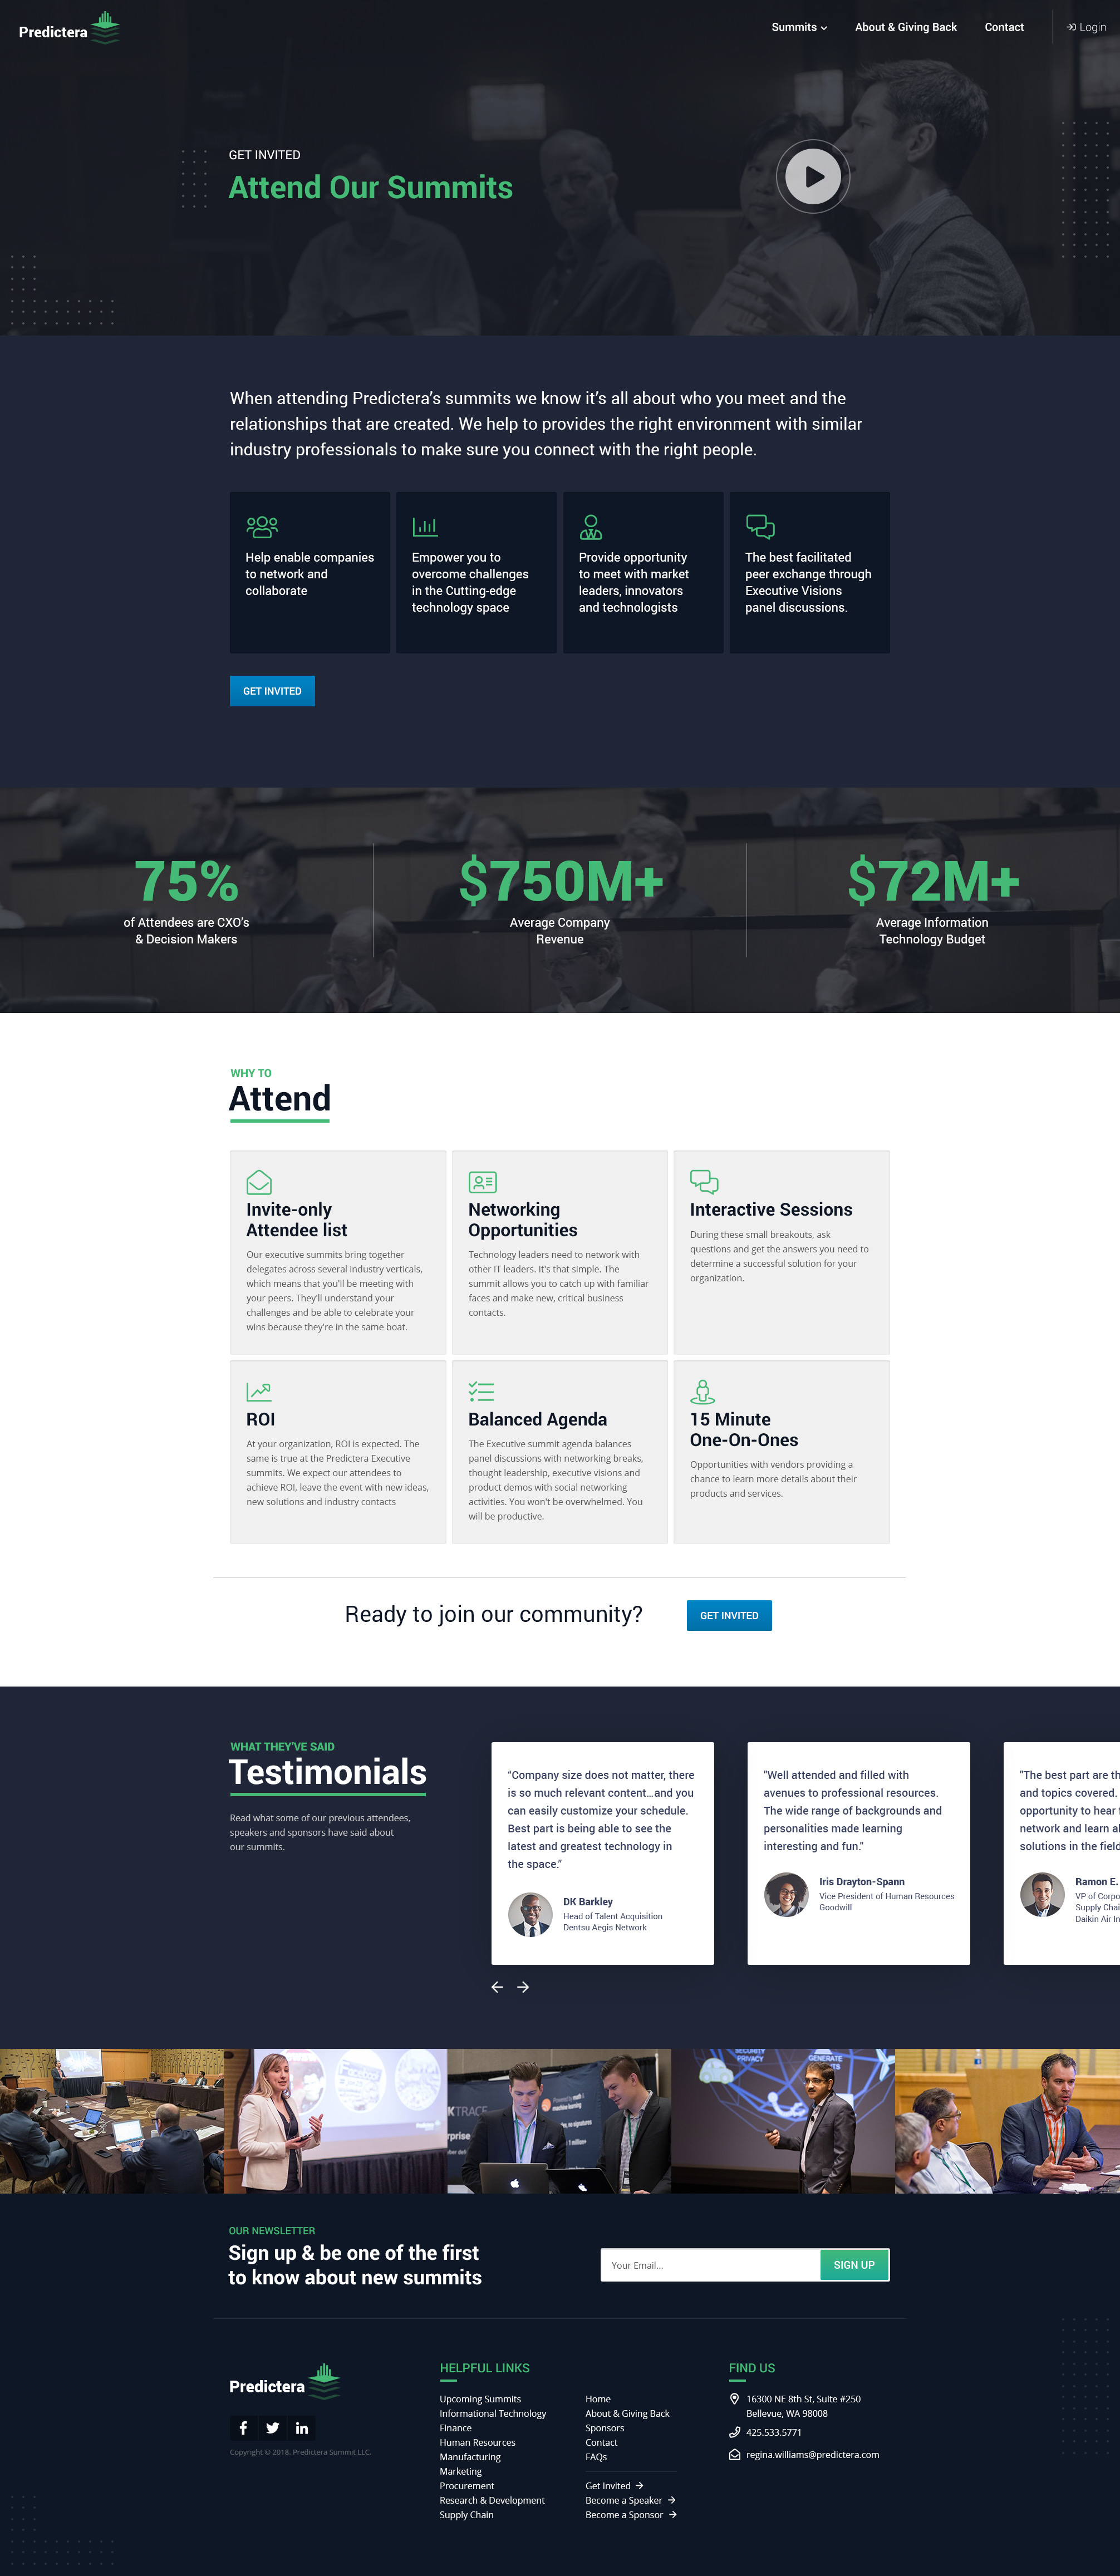 Predictera
Summits
About & Giving Back
Contact
Login
GET INVITED
Attend Our Summits
When attending Predictera’s summits we know it’s all about who you meet and the
relationships that are created. We help to provides the right environment with similar
industry professionals to make sure you connect with the right people.
Help enable companies
to network and
collaborate
Empower you to
overcome challenges
in the Cutting-edge
technology space
Provide opportunity
to meet with market
leaders, innovators
and technologists
The best facilitated
peer exchange through
Executive Visions
panel discussions.
GET INVITED
75%
of Attendees are CXO’s
& Decision Makers
$750M+
Average Company
Revenue
$72M+
Average Information
Technology Budget
WHY TO
Attend
Invite-only
Attendee list
Our executive summits bring together
delegates across several industry verticals,
which means that you'll be meeting with
your peers. They'll understand your
challenges and be able to celebrate your
wins because they're in the same boat.
Networking
Opportunities
Technology leaders need to network with
other IT leaders. It's that simple. The
summit allows you to catch up with familiar
faces and make new, critical business
contacts.
Interactive Sessions
During these small breakouts, ask
questions and get the answers you need to
determine a successful solution for your
organization.
ROI
At your organization, ROI is expected. The
same is true at the Predictera Executive
summits. We expect our attendees to
achieve ROI, leave the event with new ideas,
new solutions and industry contacts
Balanced Agenda
The Executive summit agenda balances
panel discussions with networking breaks,
thought leadership, executive visions and
product demos with social networking
activities. You won't be overwhelmed. You
will be productive.
15 Minute
One-On-Ones
Opportunities with vendors providing a
chance to learn more details about their
products and services.
Ready to join our community?
GET INVITED
WHAT THEY’VE SAID
Testimonials
Read what some of our previous attendees,
speakers and sponsors have said about
our summits.
“Company size does not matter, there
is so much relevant content...and you
can easily customize your schedule.
Best part is being able to see the
latest and greatest technology in
the space.”
DK Barkley
Head of Talent Acquisition
Dentsu Aegis Network
"Well attended and filled with
avenues to professional resources.
The wide range of backgrounds and
personalities made learning
interesting and fun."
Iris Drayton-Spann
Vice President of Human Resources
Goodwill
"The best part are th
and topics covered.
opportunity to hear
network and learn a
solutions in the field
Ramon E.
VP of Corpo
Supply Chai
Daikin Air In
SECURITY
PRIVACY
GENERATE
TRACE
OUR NEWSLETTER
Sign up & be one of the first
to know about new summits
Your Email...
SIGN UP
Predictera
Copyright © 2018. Predictera Summit LLC.
HELPFUL LINKS
Upcoming Summits
Informational Technology
Finance
Human Resources
Manufacturing
Marketing
Procurement
Research & Development
Supply Chain
Home
About & Giving Back
Sponsors
Contact
FAQs
Get Invited
Become a Speaker
Become a Sponsor
FIND US
16300 NE 8th St, Suite #250
Bellevue, WA 98008
425.533.5771
regina.williams@predictera.com